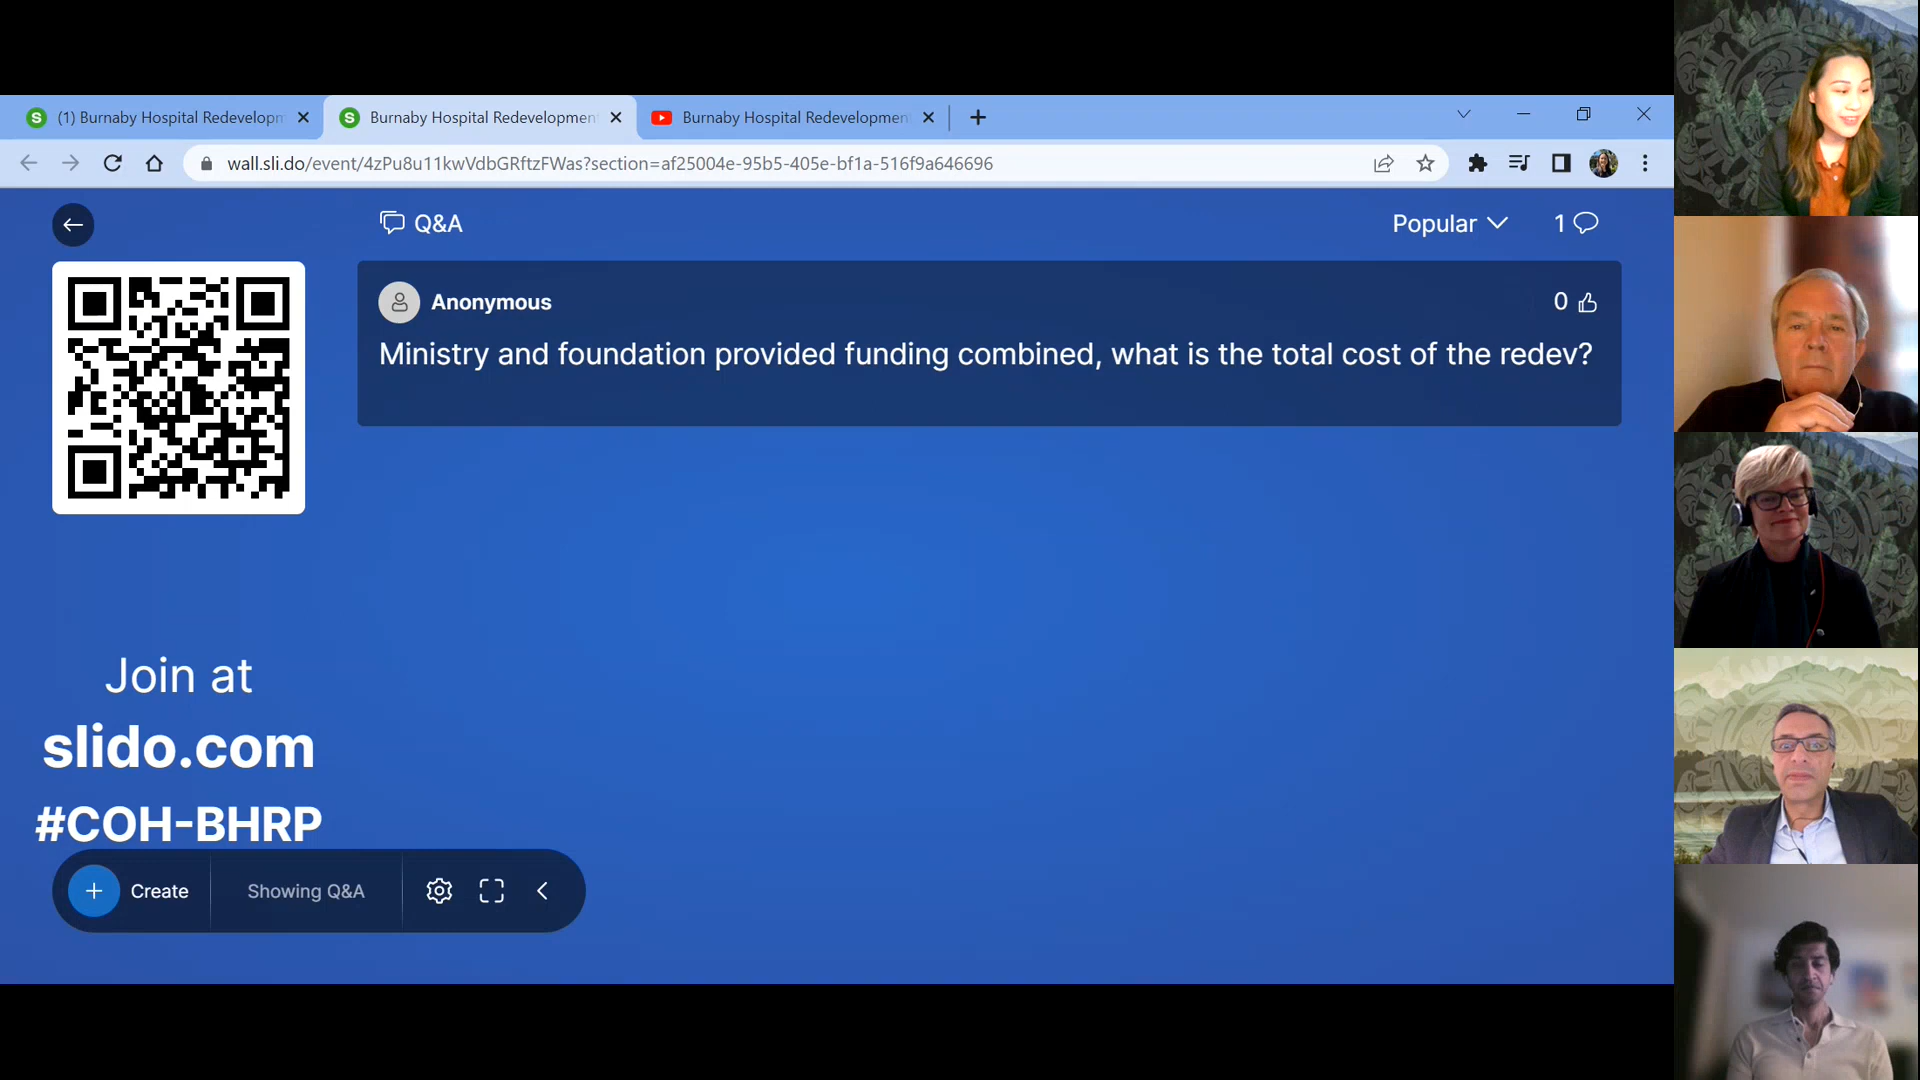 (1) Burnaby Hospital Redevelopm
Burnaby Hospital Redevelopmen
Burnaby Hospital Redevelopmen
wall.sli.do/event/4zPu8u11kwVdbGRftzFWas?section=af25004e-95b5-405e-bf1a-516f9a646696
Q&A
Popular
1
Anonymous
0
Ministry and foundation provided funding combined, what is the total cost of the redev?
Join at
slido.com
#COH-BHRP
Create
Showing Q&A